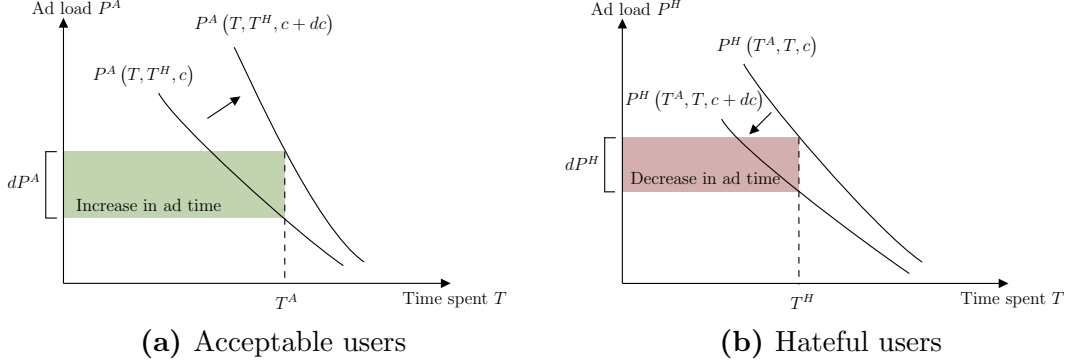 Ad load P^A
P^A (T, T^H, c + dc)
P^A (T, T^H, c)
dP^A
Increase in ad time
T^A
Time spent T
(a) Acceptable users
Ad load P^H
P^H (T^A, T, c)
P^H (T^A, T, c + dc)
dP^H
Decrease in ad time
T^H
Time spent T
(b) Hateful users